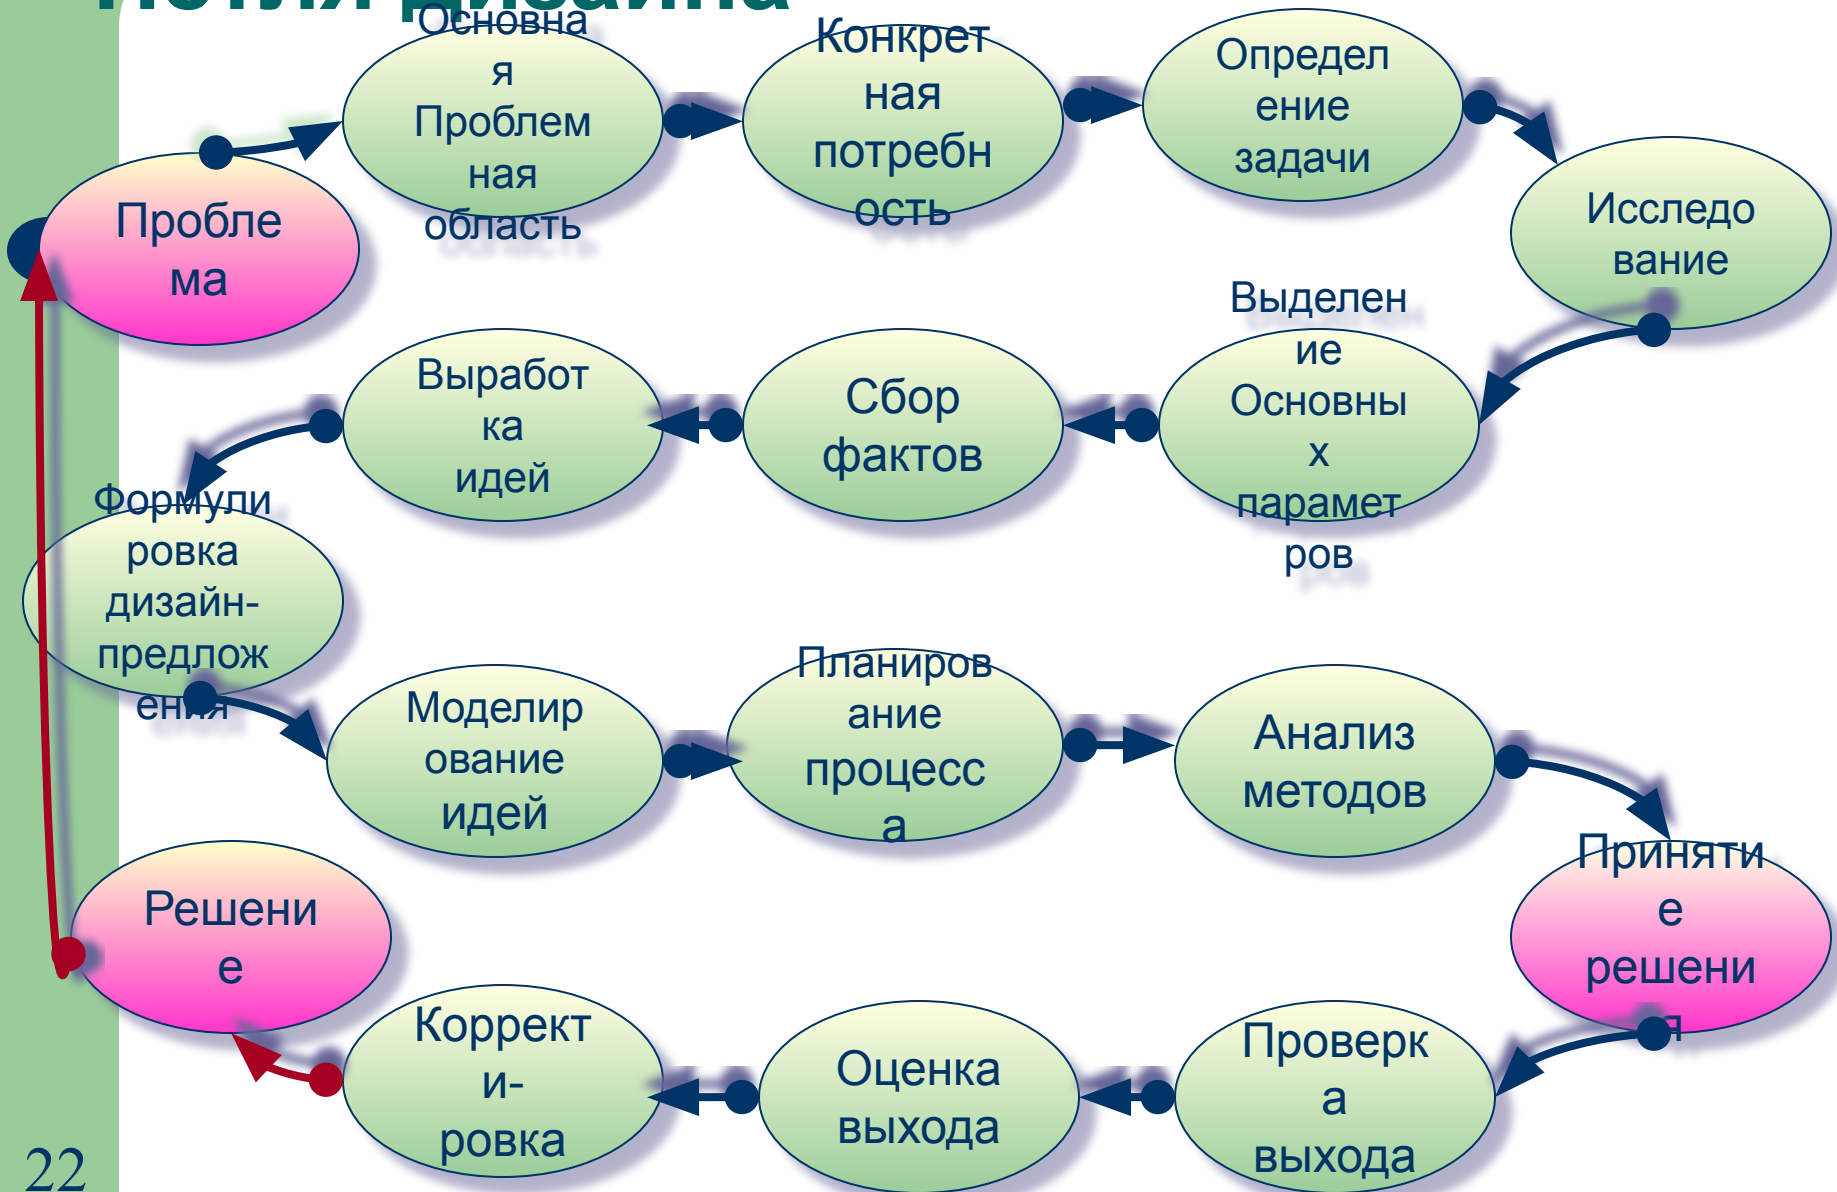 Петля дизайна
Основна
я
Проблем
ная
область
Конкрет
ная
потребн
ость
Определ
ение
задачи
Пробле
ма
Исследо
вание
Выделен
ие
Основны
х
парамет
ров
Сбор
фактов
Выработ
ка
идей
Формули
ровка
дизайн-
предлож
ения
Моделир
ование
идей
Планиров
ание
процесс
а
Анализ
методов
Приняти
е
решени
я
Проверк
а
выхода
Оценка
выхода
Коррект
и-
ровка
Решени
е
22